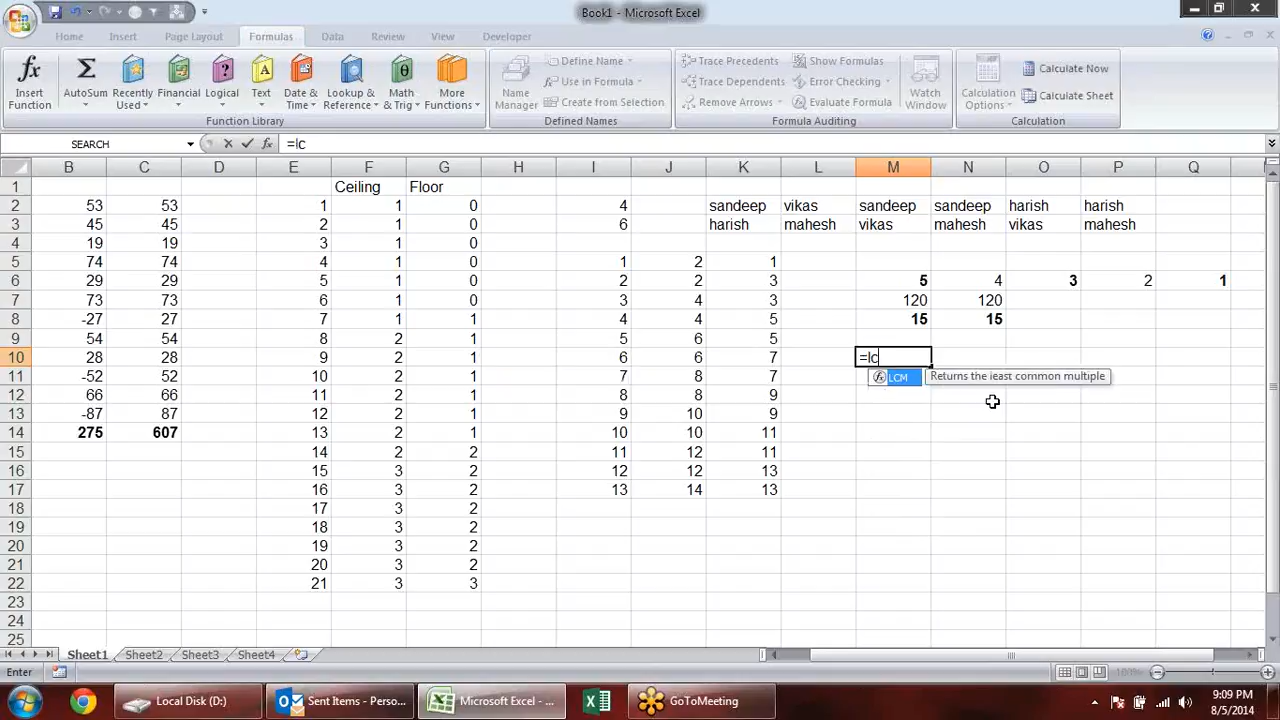 Book1 - Microsoft Excel
Home Insert Page Layout Formulas Data Review View Developer
Insert Function
AutoSum
Recently Used
Financial
Logical
Text
Date & Time
Lookup & Reference
Math & Trig
More Functions
Function Library
Name Manager
Define Name
Use in Formula
Create from Selection
Defined Names
Trace Precedents
Trace Dependents
Remove Arrows
Show Formulas
Error Checking
Evaluate Formula
Watch Window
Formula Auditing
Calculation Options
Calculate Now
Calculate Sheet
Calculation
SEARCH fx =lc
B C D E F G H I J K L M N O P Q
1 Ceiling Floor
2 53 53 1 1 0 4 sandeep vikas sandeep sandeep harish harish
3 45 45 2 1 0 6 harish mahesh vikas mahesh vikas mahesh
4 19 19 3 1 0
5 74 74 4 1 0 1 2 1
6 29 29 5 1 0 2 2 3 5 4 3 2 1
7 73 73 6 1 0 3 4 3 120 120
8 -27 27 7 1 1 4 4 5 15 15
9 54 54 8 2 1 5 6 5
10 28 28 9 2 1 6 6 7 =lc
11 -52 52 10 2 1 7 8 7 LCM Returns the least common multiple
12 66 66 11 2 1 8 8 9
13 -87 87 12 2 1 9 10 9
14 275 607 13 2 1 10 10 11
15 14 2 2 11 12 11
16 15 3 2 12 12 13
17 16 3 2 13 14 13
18 17 3 2
19 18 3 2
20 19 3 2
21 20 3 2
22 21 3 3
23
24
25
Sheet1 Sheet2 Sheet3 Sheet4
Enter 100%
Local Disk (D:) Sent Items - Perso... Microsoft Excel - ... GoToMeeting
9:09 PM
8/5/2014